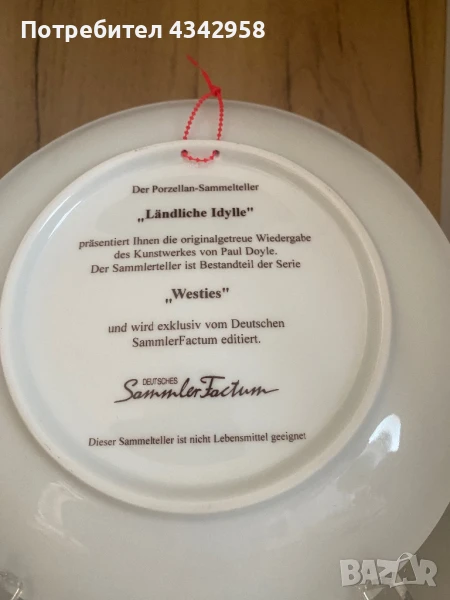 Потребител 4342958
Der Porzellan-Sammelteller
„Ländliche Idylle"
präsentiert Ihnen die originalgetreue Wiedergabe
des Kunstwerkes von Paul Doyle.
Der Sammlerteller ist Bestandteil der Serie
„Westies"
und wird exklusiv vom Deutschen
SammlerFactum editiert.
DEUTSCHES
SammlerFactum
Dieser Sammelteller ist nicht Lebensmittel geeignet
BAZAR